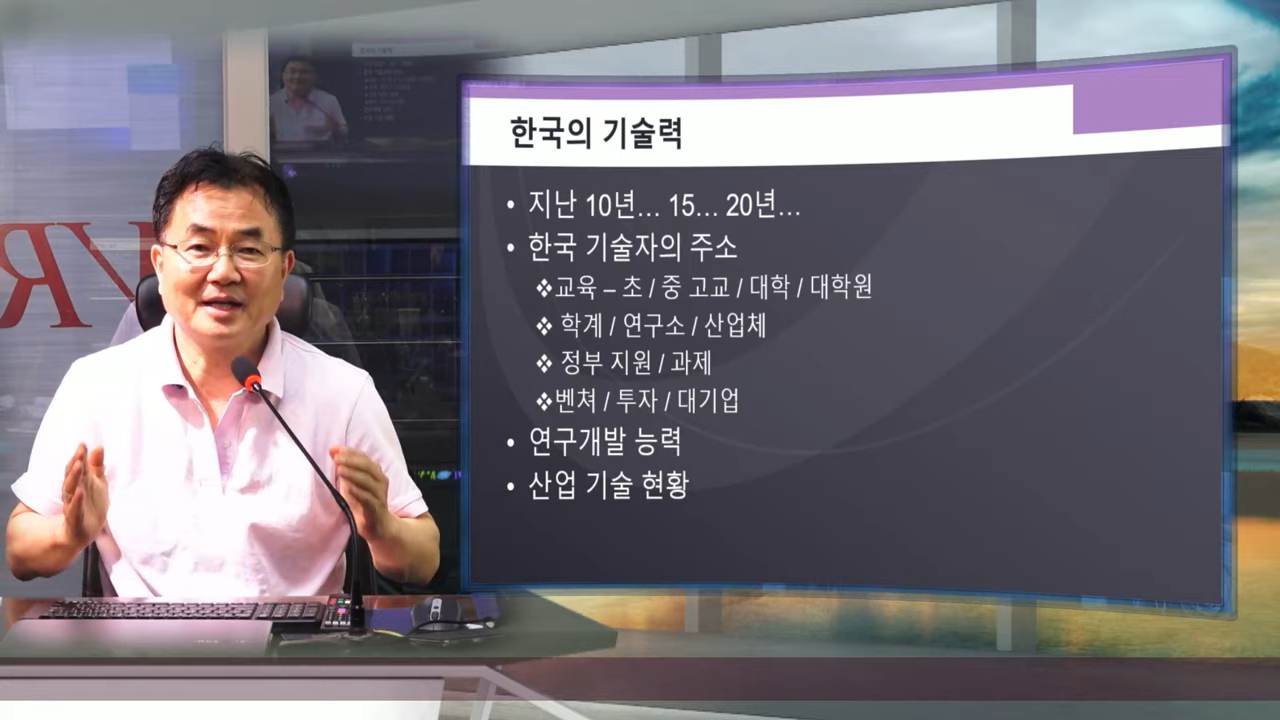 한국의 기술력
• 지난 10년... 15... 20년...
• 한국 기술자의 주소
❖교육 – 초 / 중 고교 / 대학 / 대학원
❖ 학계 / 연구소 / 산업체
❖ 정부 지원 / 과제
❖벤쳐 / 투자 / 대기업
• 연구개발 능력
• 산업 기술 현황